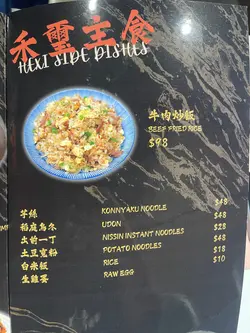 禾璽主食
HEXI SIDE DISHES
牛肉炒飯
BEEF FRIED RICE
$98
芋絲 KONNYAKU NOODLE $48
稻庭烏冬 UDON $48
出前一丁 NISSIN INSTANT NOODLES $28
土豆寬粉 POTATO NOODLES $48
白米飯 RICE $18
生雞蛋 RAW EGG $10